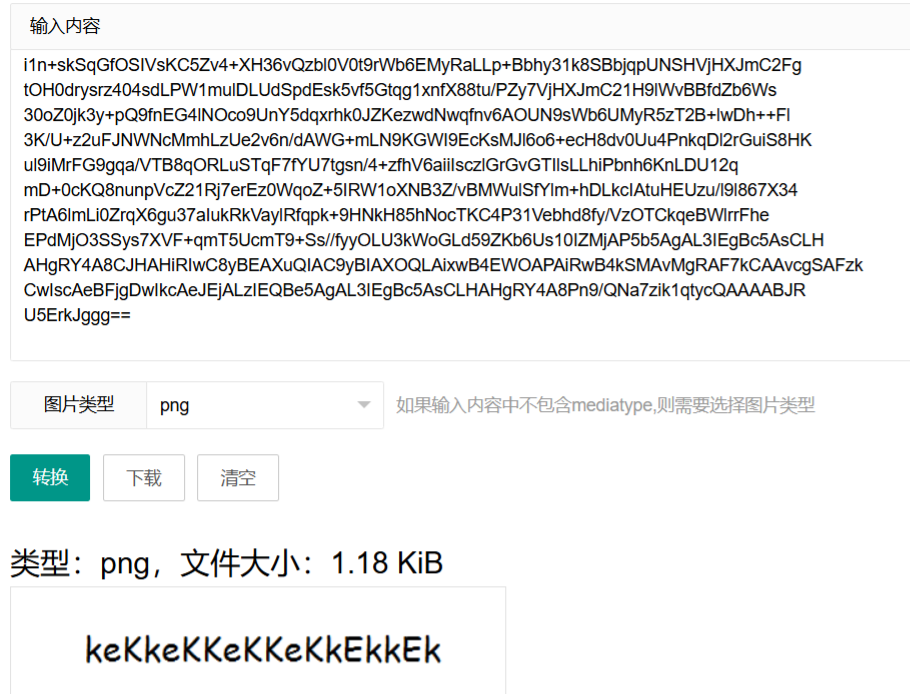 输入内容
i1n+skSqGfOSIVsKC5Zv4+XH36vQzbl0V0t9rWb6EMyRaLLp+Bbhy31k8SBbjqpUNSHVjHXJmC2Fg
tOH0drysrz404sdLPW1mulDLUdSpdEsk5vf5Gtqg1xnfX88tu/PZy7VjHXJmC21H9lWvBBfdZb6Ws
30oZ0jk3y+pQ9fnEG4lNOco9UnY5dqxrhk0JZKezwdNwqfnv6AOUN9sWb6UMyR5zT2B+lwDh++Fl
3K/U+z2uFJNWNcMmhLzUe2v6n/dAWG+mLN9KGWI9EcKsMJl6o6+ecH8dv0Uu4PnkqDl2rGuiS8HK
ul9iMrFG9gqa/VTB8qORLuSTqF7fYU7tgsn/4+zfhV6aiiIsczlGrGvGTllsLLhiPbnh6KnLDU12q
mD+0cKQ8nunpVcZ21Rj7erEz0WqoZ+5IRW1oXNB3Z/vBMWulSfYlm+hDLkcIAtuHEUzu/l9l867X34
rPtA6lmLi0ZrqX6gu37aIukRkVaylRfqpk+9HNkH85hNocTKC4P31Vebhd8fy/VzOTCkqeBWlrrFhe
EPdMjO3SSys7XVF+qmT5UcmT9+Ss//fyyOLU3kWoGLd59ZKb6Us10IZMjAP5b5AgAL3IEgBc5AsCLH
AHgRY4A8CJHAHiRIwC8yBEAXuQIAC9yBIAXOQLAixwB4EWOAPAiRwB4kSMAvMgRAF7kCAAvcgSAFzk
CwIscAeBFjgDwIkcAeJEjALzIEQBe5AgAL3IEgBc5AsCLHAHgRY4A8Pn9/QNa7zik1qtycQAAAABJR
U5ErkJggg==
图片类型
png
如果输入内容中不包含mediatype,则需要选择图片类型
转换
下载
清空
类型：png，文件大小：1.18 KiB
keKkeKKeKKeKkEkkEk